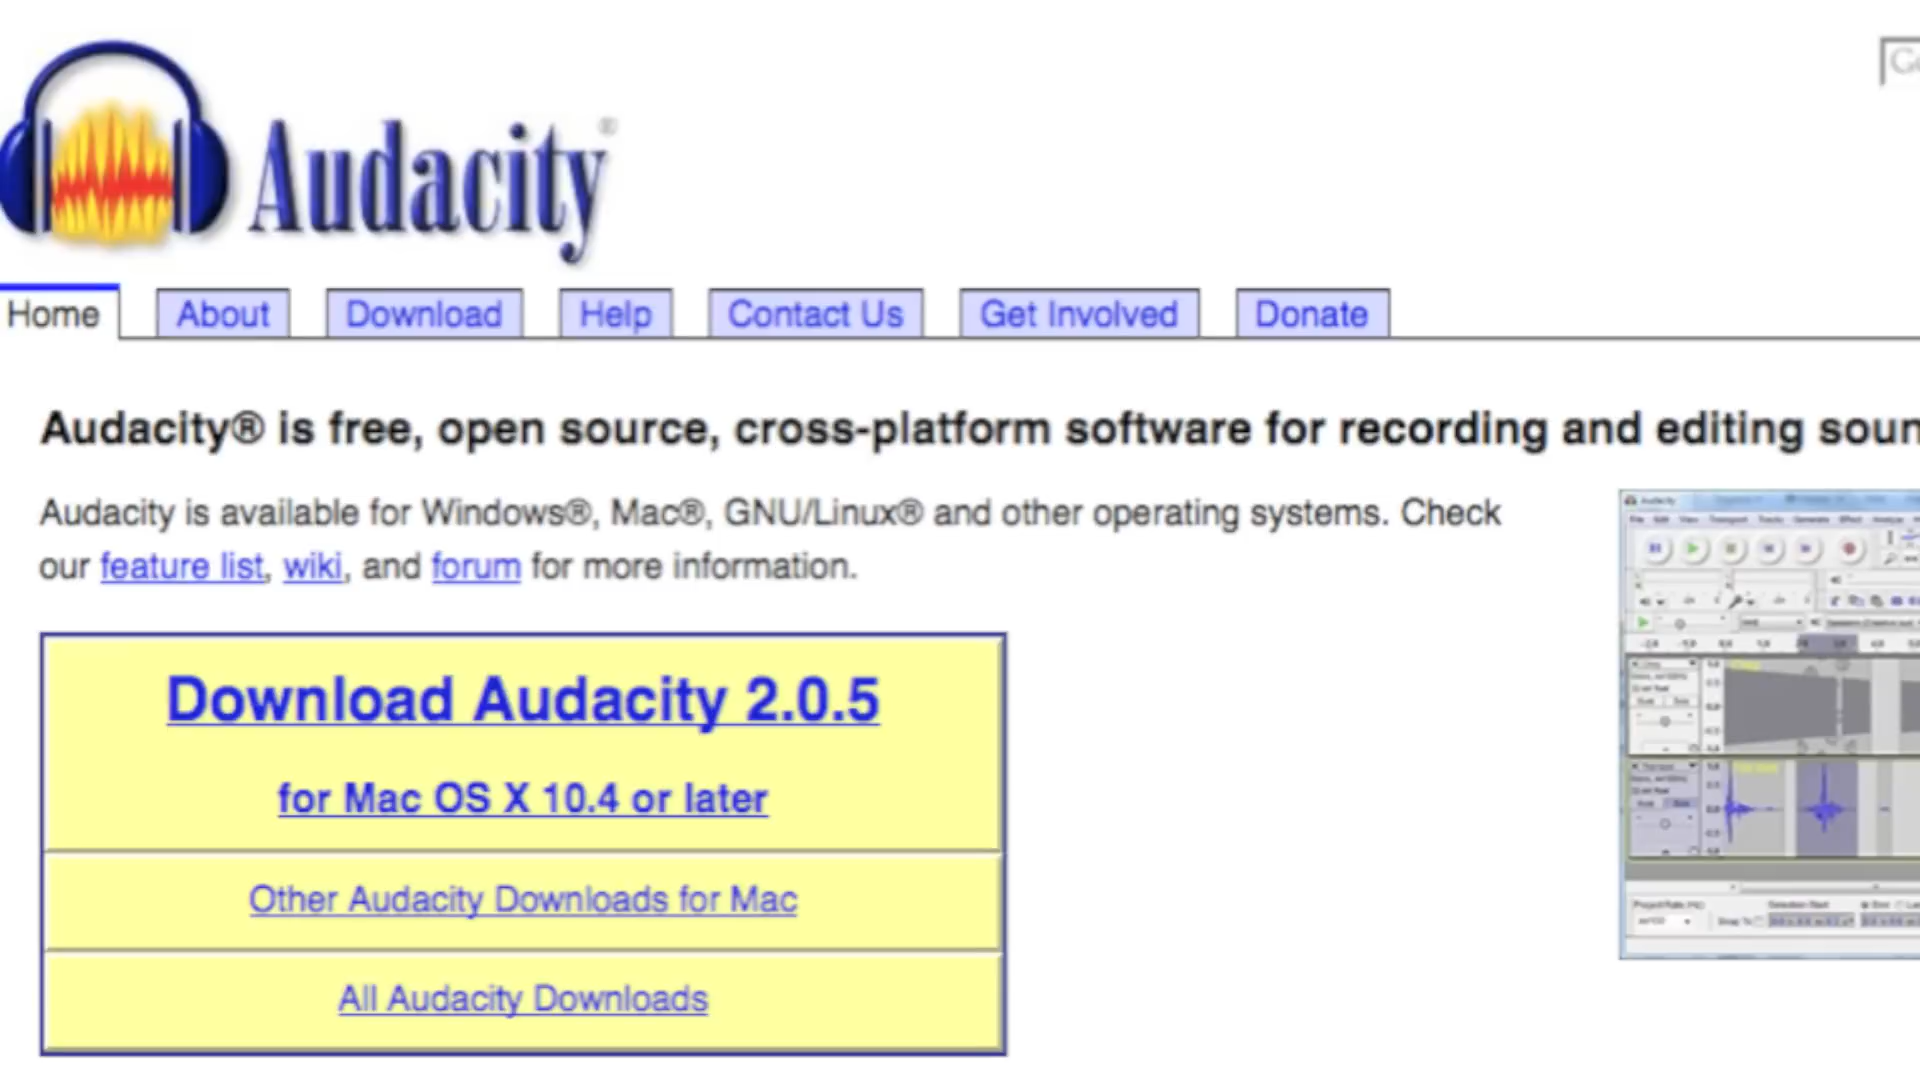 Audacity®
Home About Download Help Contact Us Get Involved Donate
Audacity® is free, open source, cross-platform software for recording and editing soun
Audacity is available for Windows®, Mac®, GNU/Linux® and other operating systems. Check
our feature list, wiki, and forum for more information.
Download Audacity 2.0.5
for Mac OS X 10.4 or later
Other Audacity Downloads for Mac
All Audacity Downloads